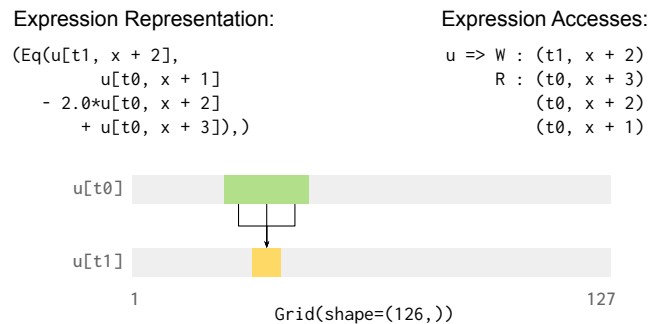 Expression Representation:
Expression Accesses:
(Eq(u[t1, x + 2],
u[t0, x + 1]
- 2.0*u[t0, x + 2]
+ u[t0, x + 3]),)
u => W : (t1, x + 2)
R : (t0, x + 3)
(t0, x + 2)
(t0, x + 1)
u[t0]
u[t1]
1
127
Grid(shape=(126,))